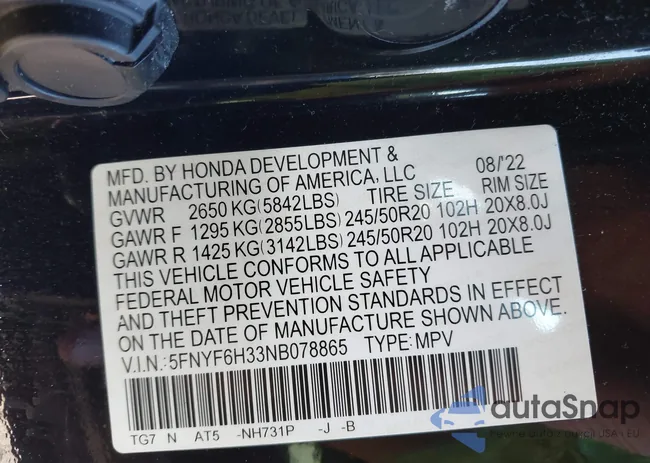 MFD. BY HONDA DEVELOPMENT &
MANUFACTURING OF AMERICA, LLC 08/'22
GVWR 2650 KG(5842LBS) TIRE SIZE RIM SIZE
GAWR F 1295 KG(2855LBS) 245/50R20 102H 20X8.0J
GAWR R 1425 KG(3142LBS) 245/50R20 102H 20X8.0J
THIS VEHICLE CONFORMS TO ALL APPLICABLE
FEDERAL MOTOR VEHICLE SAFETY
AND THEFT PREVENTION STANDARDS IN EFFECT
ON THE DATE OF MANUFACTURE SHOWN ABOVE.
V.I.N.:5FNYF6H33NB078865 TYPE:MPV
TG7 N AT5 -NH731P -J -B
autaSnap